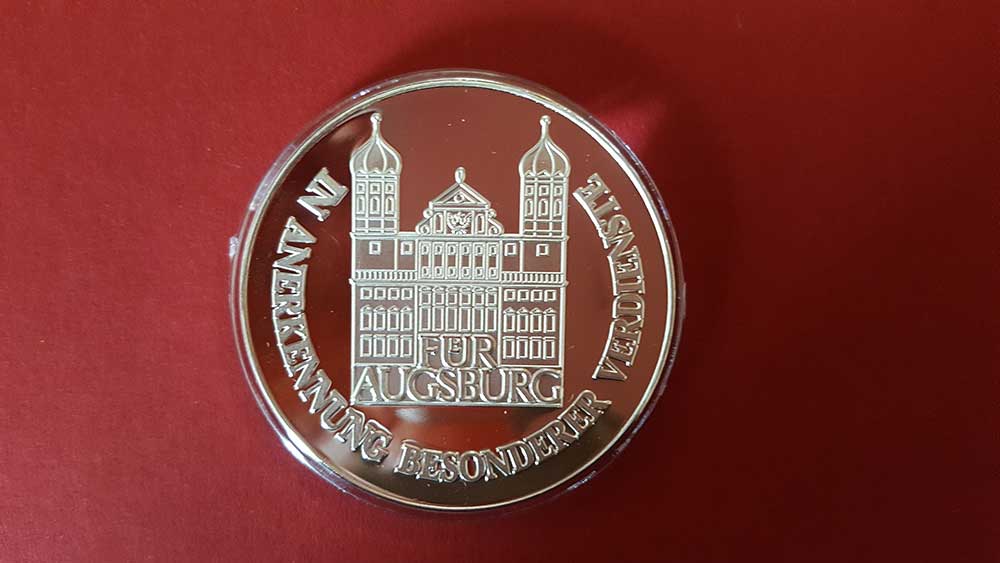 IN ANERKENNUNG BESONDERER VERDIENSTE
FÜR
AUGSBURG